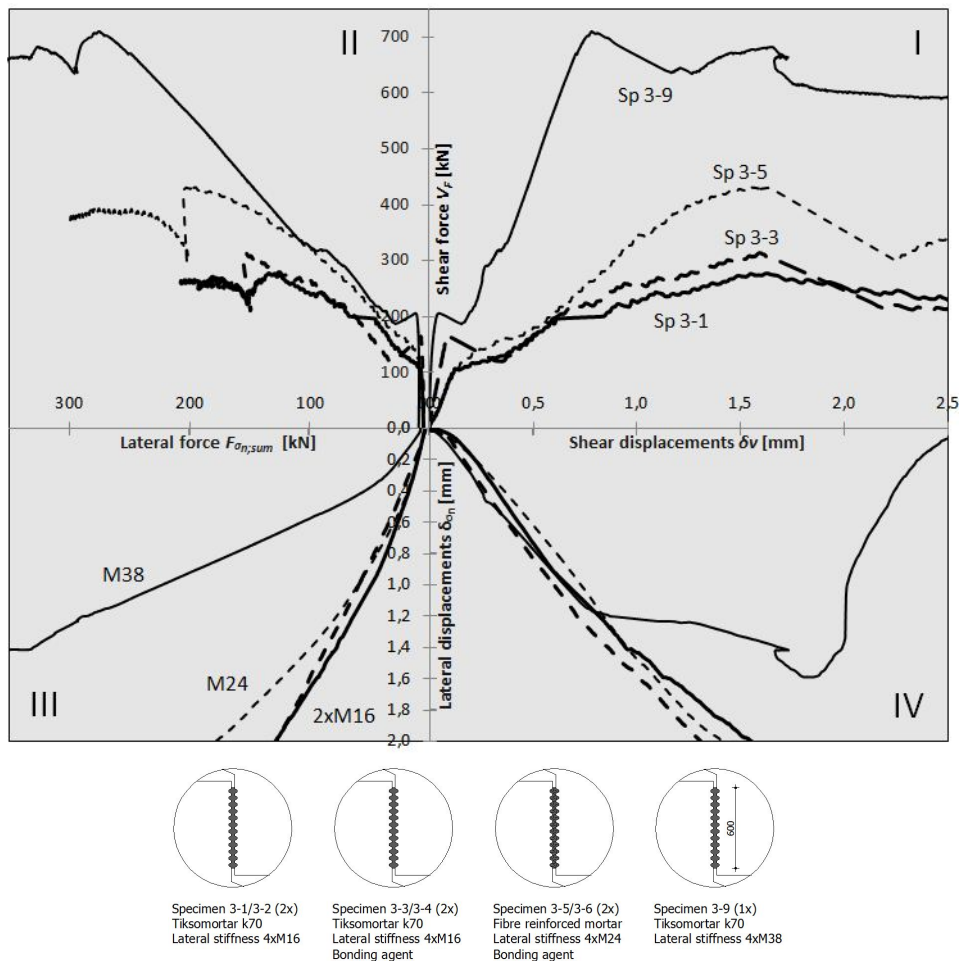 II
I
700
600
500
400
300
200
100
Shear force V_F [kN]
Sp 3-9
Sp 3-5
Sp 3-3
Sp 3-1
300
200
100
0
0,5
1,0
1,5
2,0
2,5
Lateral force F_σn;sum [kN]
Shear displacements δv [mm]
0,0
0,2
0,4
0,6
0,8
1,0
1,2
1,4
1,6
1,8
2,0
Lateral displacements δ_σn [mm]
M38
M24
2xM16
III
IV
600
Specimen 3-1/3-2 (2x)
Tiksomortar k70
Lateral stiffness 4xM16
Specimen 3-3/3-4 (2x)
Tiksomortar k70
Lateral stiffness 4xM16
Bonding agent
Specimen 3-5/3-6 (2x)
Fibre reinforced mortar
Lateral stiffness 4xM24
Bonding agent
Specimen 3-9 (1x)
Tiksomortar k70
Lateral stiffness 4xM38